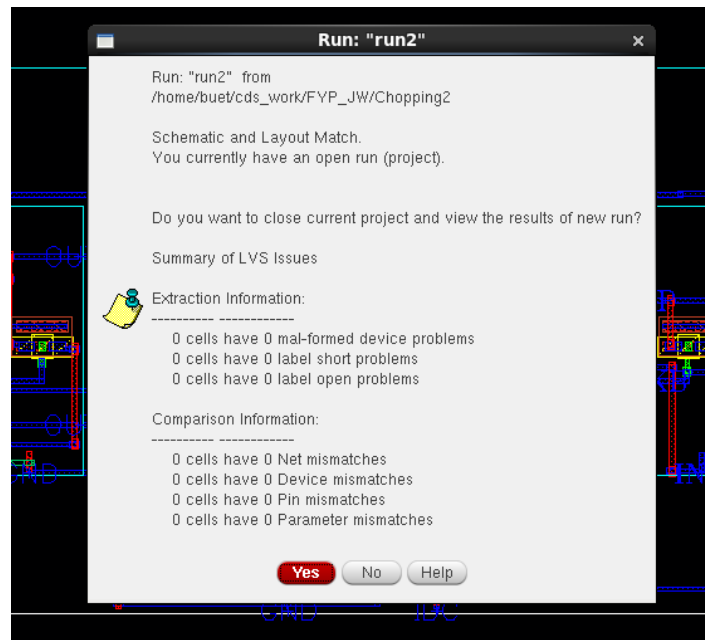 Run: "run2"
Run: "run2" from
/home/buet/cds_work/FYP_JW/Chopping2
Schematic and Layout Match.
You currently have an open run (project).
Do you want to close current project and view the results of new run?
Summary of LVS Issues
Extraction Information:
---------- ------------
0 cells have 0 mal-formed device problems
0 cells have 0 label short problems
0 cells have 0 label open problems
Comparison Information:
---------- ------------
0 cells have 0 Net mismatches
0 cells have 0 Device mismatches
0 cells have 0 Pin mismatches
0 cells have 0 Parameter mismatches
Yes No Help
GND